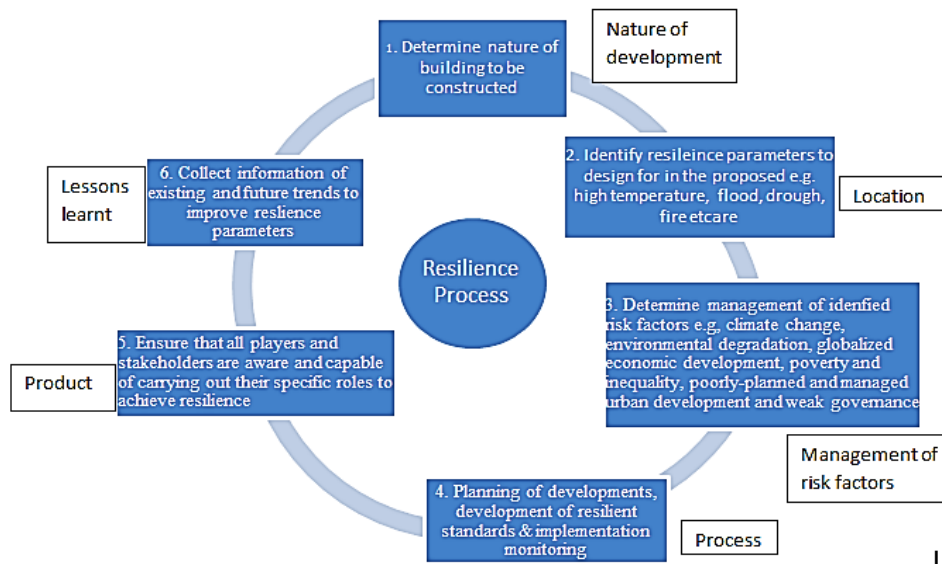 1. Determine nature of
building to be
constructed
Nature of
development
2. Identify resileince parameters to
design for in the proposed e.g.
high temperature, flood, drough,
fire etcare
Location
3. Determine management of idenfied
risk factors e.g, climate change,
environmental degradation, globalized
economic development, poverty and
inequality, poorly-planned and managed
urban development and weak governance
Management of
risk factors
4. Planning of developments,
development of resilient
standards & implementation
monitoring
Process
5. Ensure that all players and
stakeholders are aware and capable
of carrying out their specific roles to
achieve resilience
Product
6. Collect information of
existing and future trends to
improve reslience
parameters
Lessons
learnt
Resilience
Process